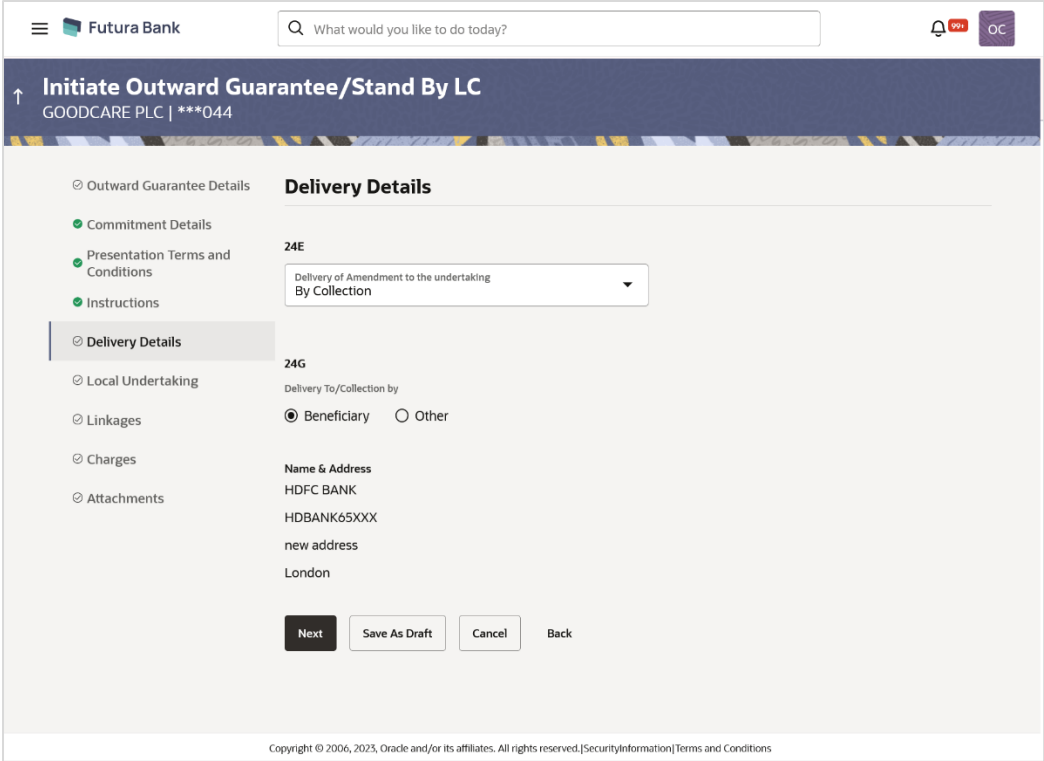 Futura Bank
What would you like to do today?
99+
OC
Initiate Outward Guarantee/Stand By LC
GOODCARE PLC | ***044
Outward Guarantee Details
Commitment Details
Presentation Terms and
Conditions
Instructions
Delivery Details
Local Undertaking
Linkages
Charges
Attachments
Delivery Details
24E
Delivery of Amendment to the undertaking
By Collection
24G
Delivery To/Collection by
Beneficiary
Other
Name & Address
HDFC BANK
HDBANK65XXX
new address
London
Next
Save As Draft
Cancel
Back
Copyright © 2006, 2023, Oracle and/or its affiliates. All rights reserved.|SecurityInformation|Terms and Conditions